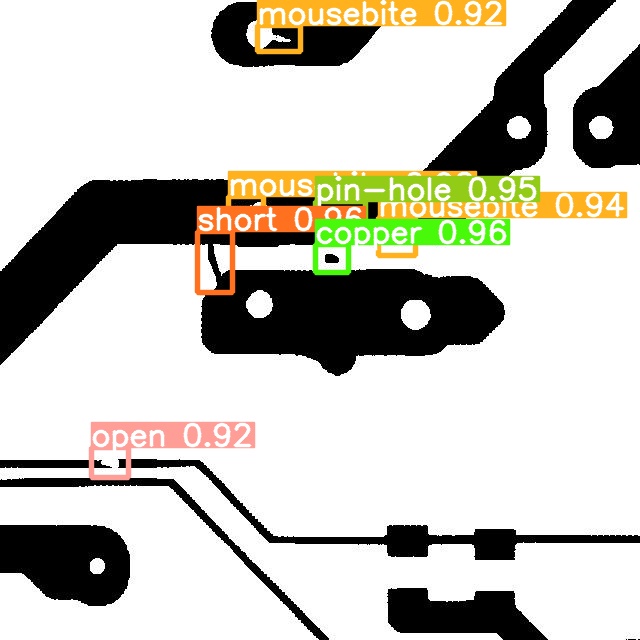 mousebite 0.92
mous
pin-hole 0.95
mousebite 0.94
short 0.96
copper 0.96
open 0.92